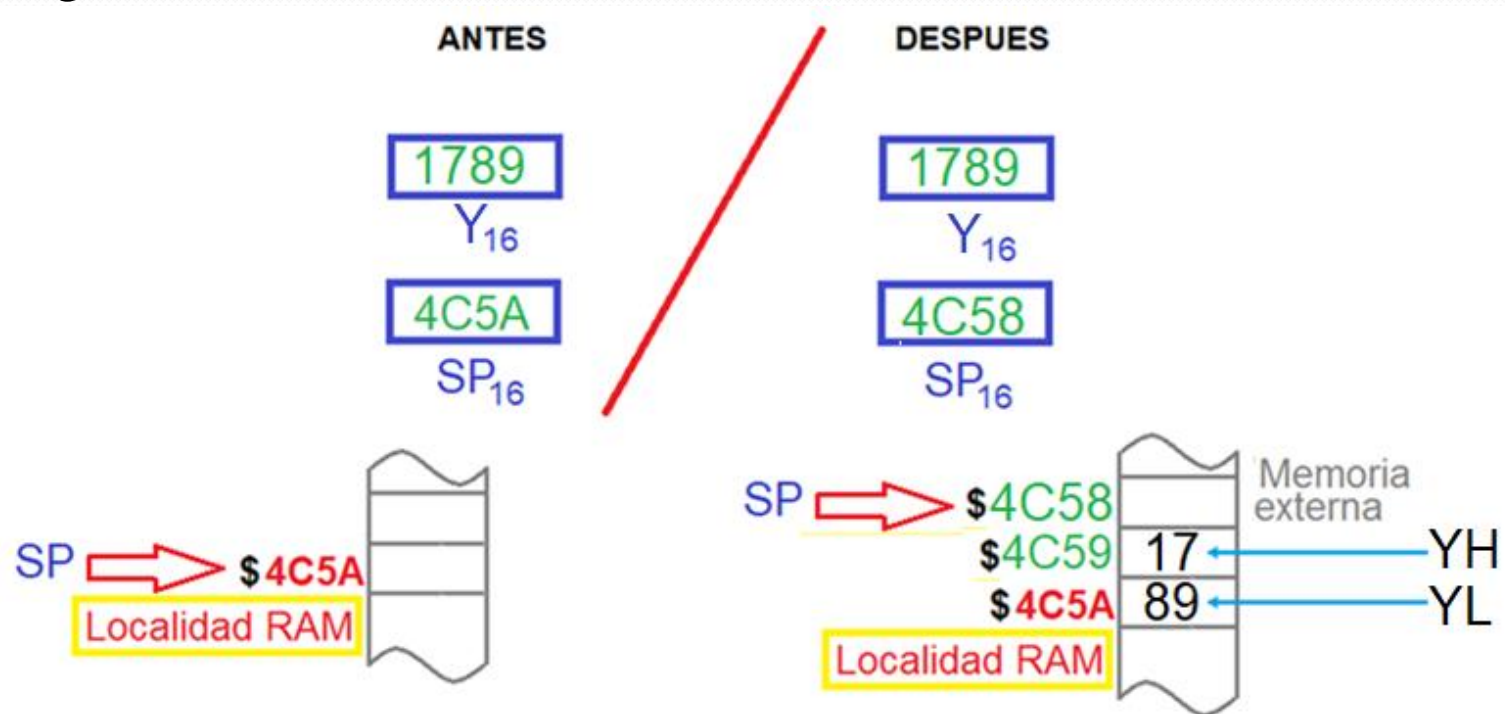 ANTES
DESPUES
1789
Y16
4C5A
SP16
1789
Y16
4C58
SP16
SP $4C5A
Localidad RAM
SP $4C58
Memoria
externa
$4C59 17 YH
$4C5A 89 YL
Localidad RAM